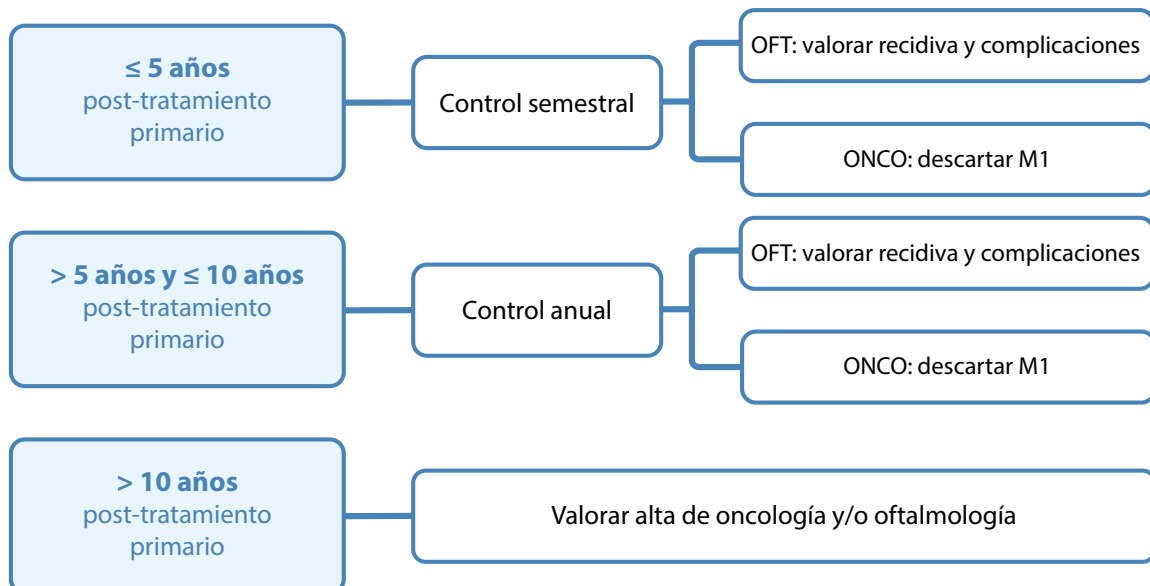 ≤ 5 años
post-tratamiento
primario
Control semestral
OFT: valorar recidiva y complicaciones
ONCO: descartar M1
> 5 años y ≤ 10 años
post-tratamiento
primario
Control anual
OFT: valorar recidiva y complicaciones
ONCO: descartar M1
> 10 años
post-tratamiento
primario
Valorar alta de oncología y/o oftalmología